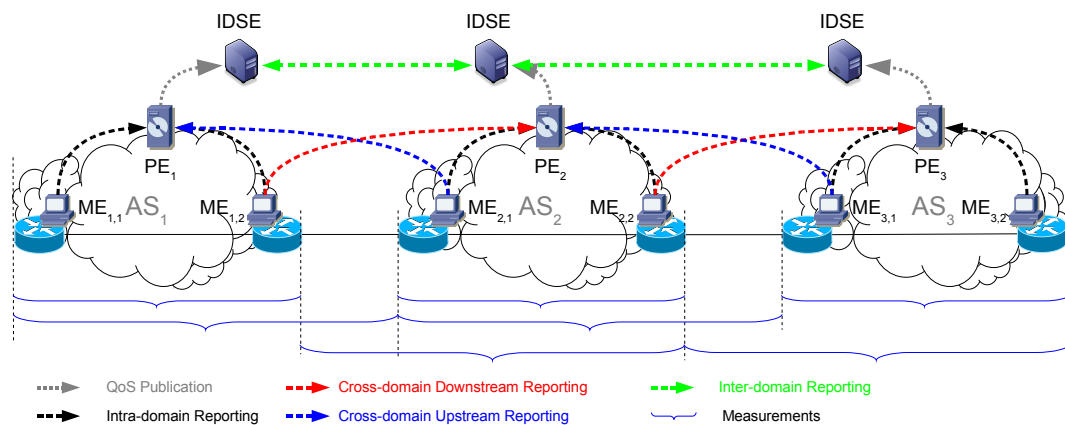 IDSE IDSE IDSE
PE1 PE2 PE3
ME1,1 AS1 ME1,2 ME2,1 AS2 ME2,2 ME3,1 AS3 ME3,2
QoS Publication Cross-domain Downstream Reporting Inter-domain Reporting
Intra-domain Reporting Cross-domain Upstream Reporting Measurements